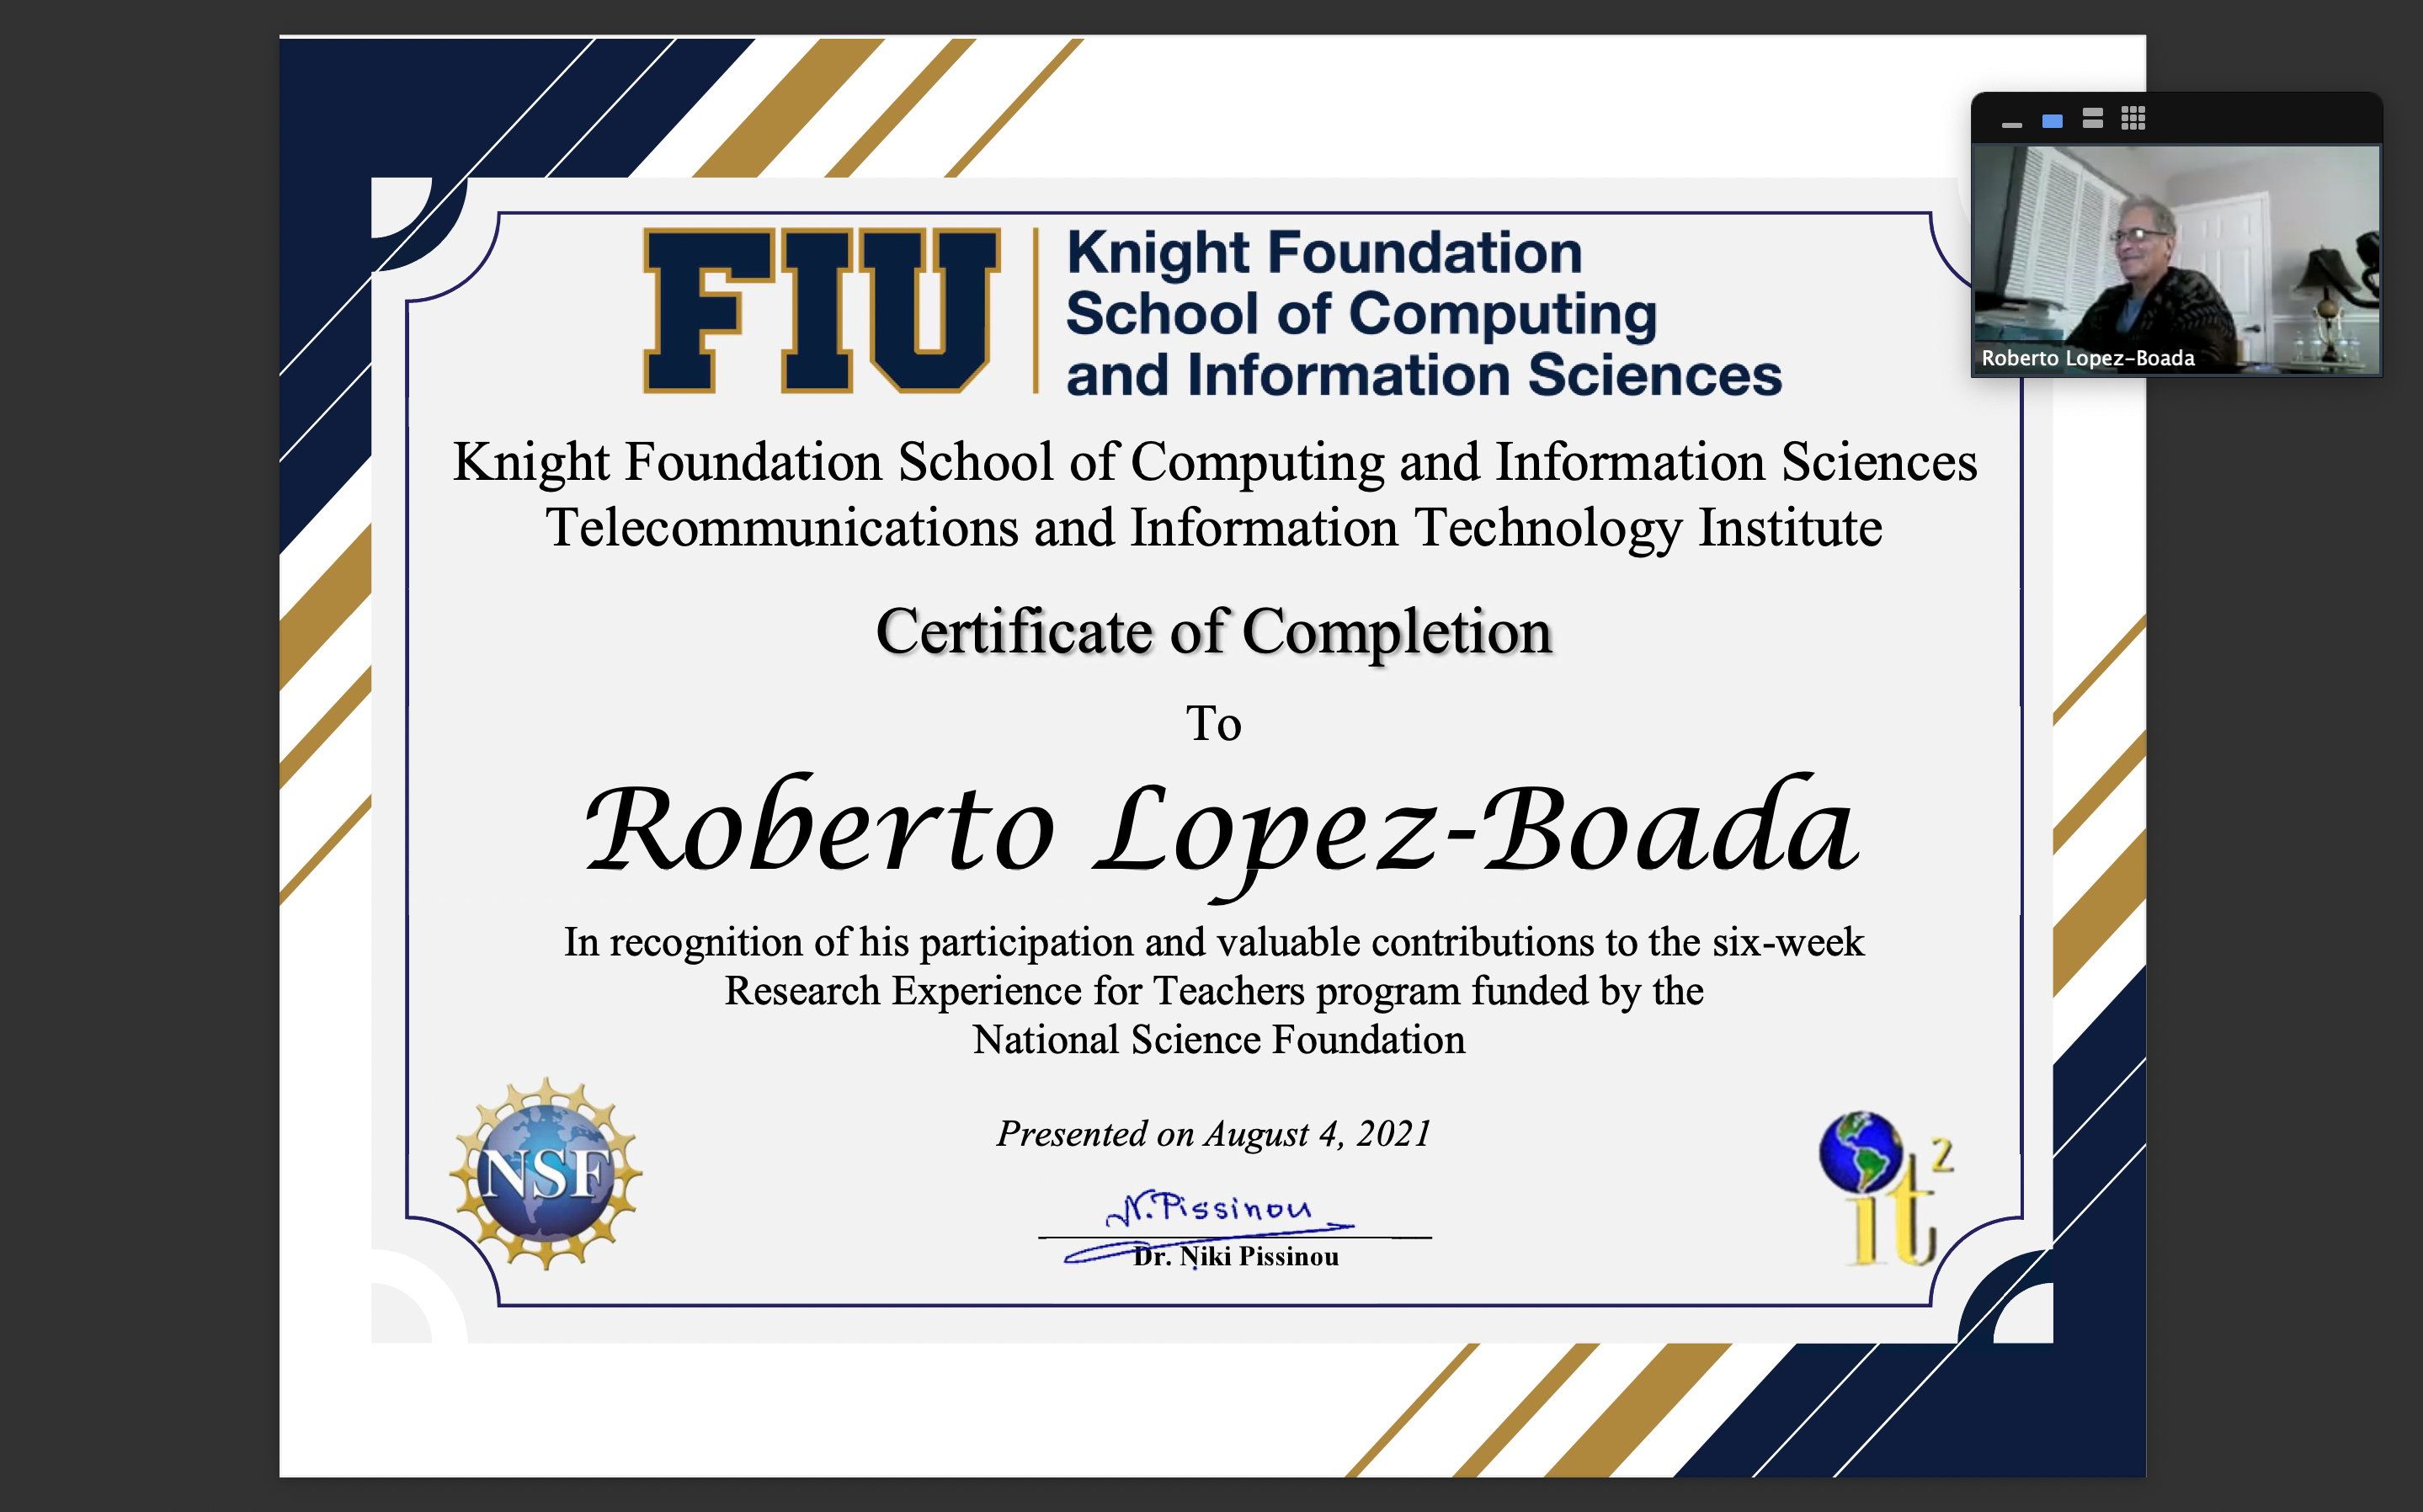 FIU
Knight Foundation
School of Computing
and Information Sciences
Roberto Lopez-Boada
Knight Foundation School of Computing and Information Sciences
Telecommunications and Information Technology Institute
Certificate of Completion
To
Roberto Lopez-Boada
In recognition of his participation and valuable contributions to the six-week
Research Experience for Teachers program funded by the
National Science Foundation
NSF
Presented on August 4, 2021
it2
N. Pissinou
Dr. Niki Pissinou